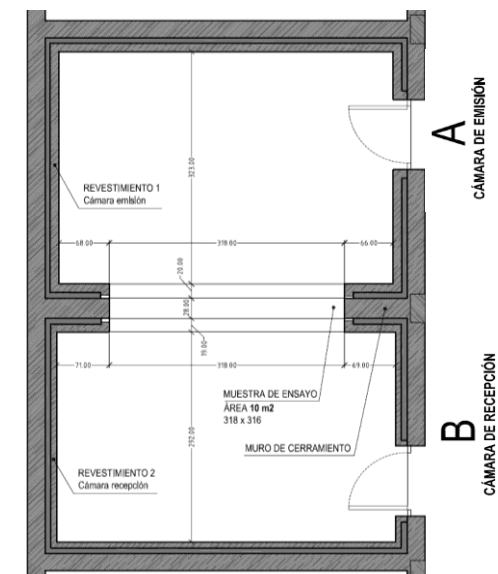 323.00
REVESTIMIENTO 1
Cámara emisión
68.00
318.00
66.00
20.00
28.00
19.00
71.00
318.00
69.00
MUESTRA DE ENSAYO
ÁREA 10 m2
318 x 316
MURO DE CERRAMIENTO
292.00
REVESTIMIENTO 2
Cámara recepción
A
CÁMARA DE EMISIÓN
B
CÁMARA DE RECEPCIÓN